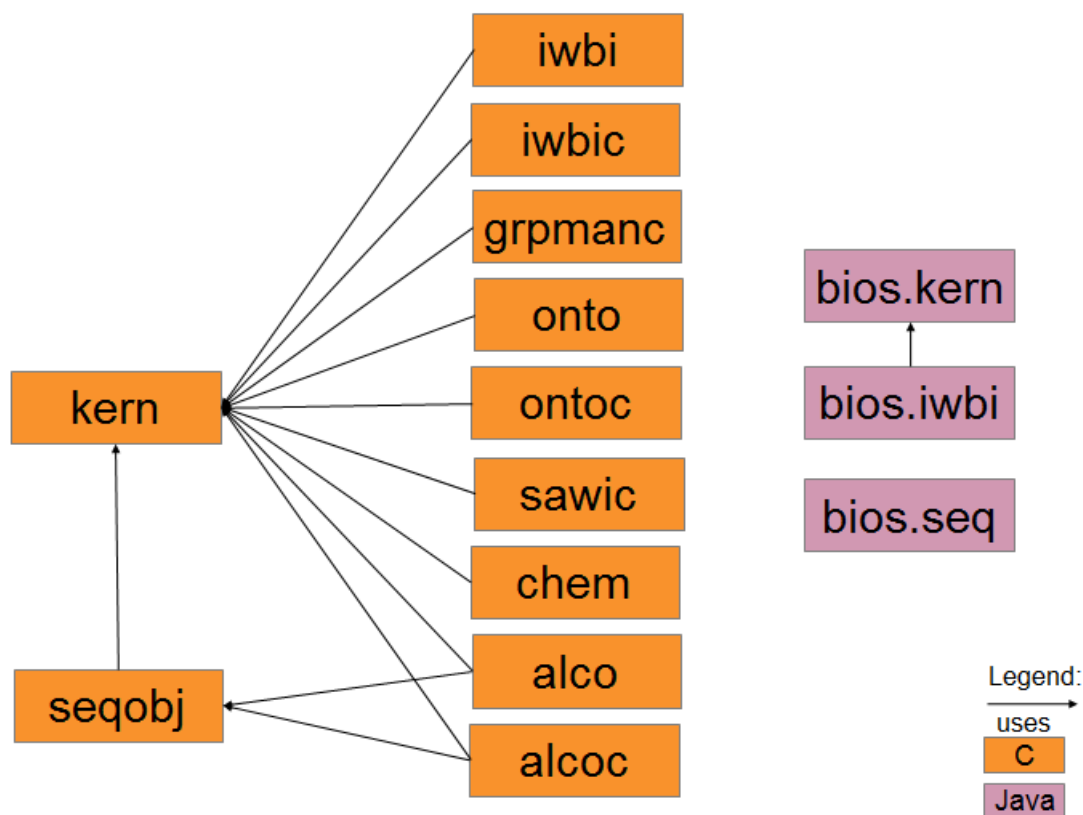 iwbi
iwbic
grpmanc
onto
ontoc
sawic
chem
alco
alcoc
kern
seqobj
bios.kern
bios.iwbi
bios.seq
Legend:
uses
C
Java